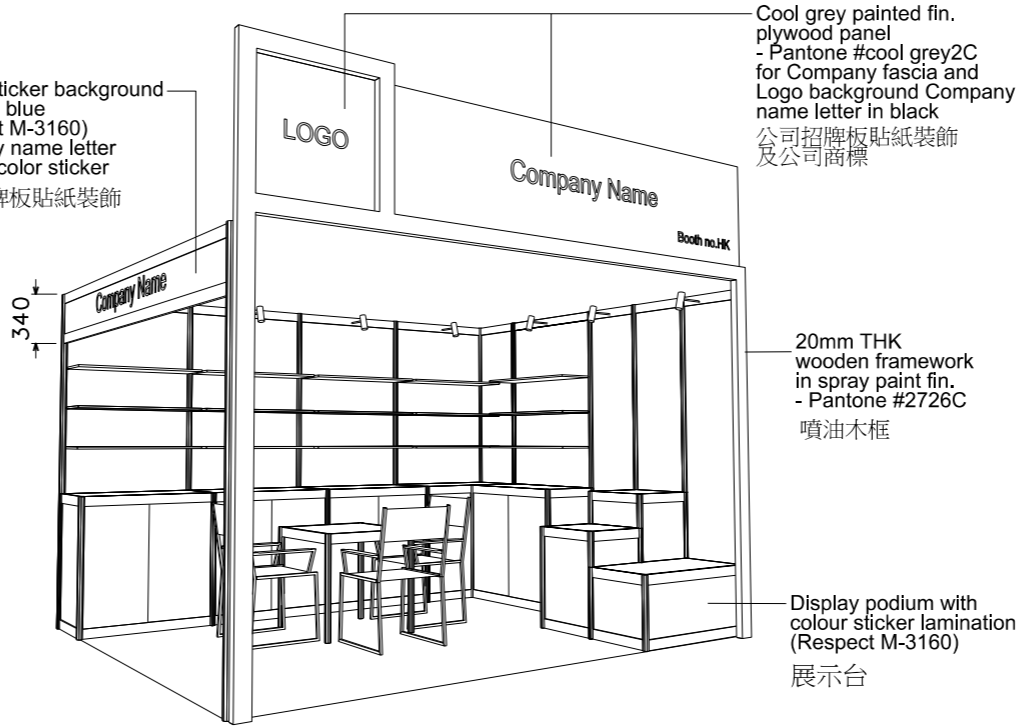 Cool grey painted fin.
plywood panel
- Pantone #cool grey2C
for Company fascia and
Logo background Company
name letter in black
公司招牌板貼紙裝飾
及公司商標
sticker background
blue
M-3160)
name letter
color sticker
牌板貼紙裝飾
LOGO
Company Name
Booth no.HK
Company Name
340
20mm THK
wooden framework
in spray paint fin.
- Pantone #2726C
噴油木框
Display podium with
colour sticker lamination
(Respect M-3160)
展示台